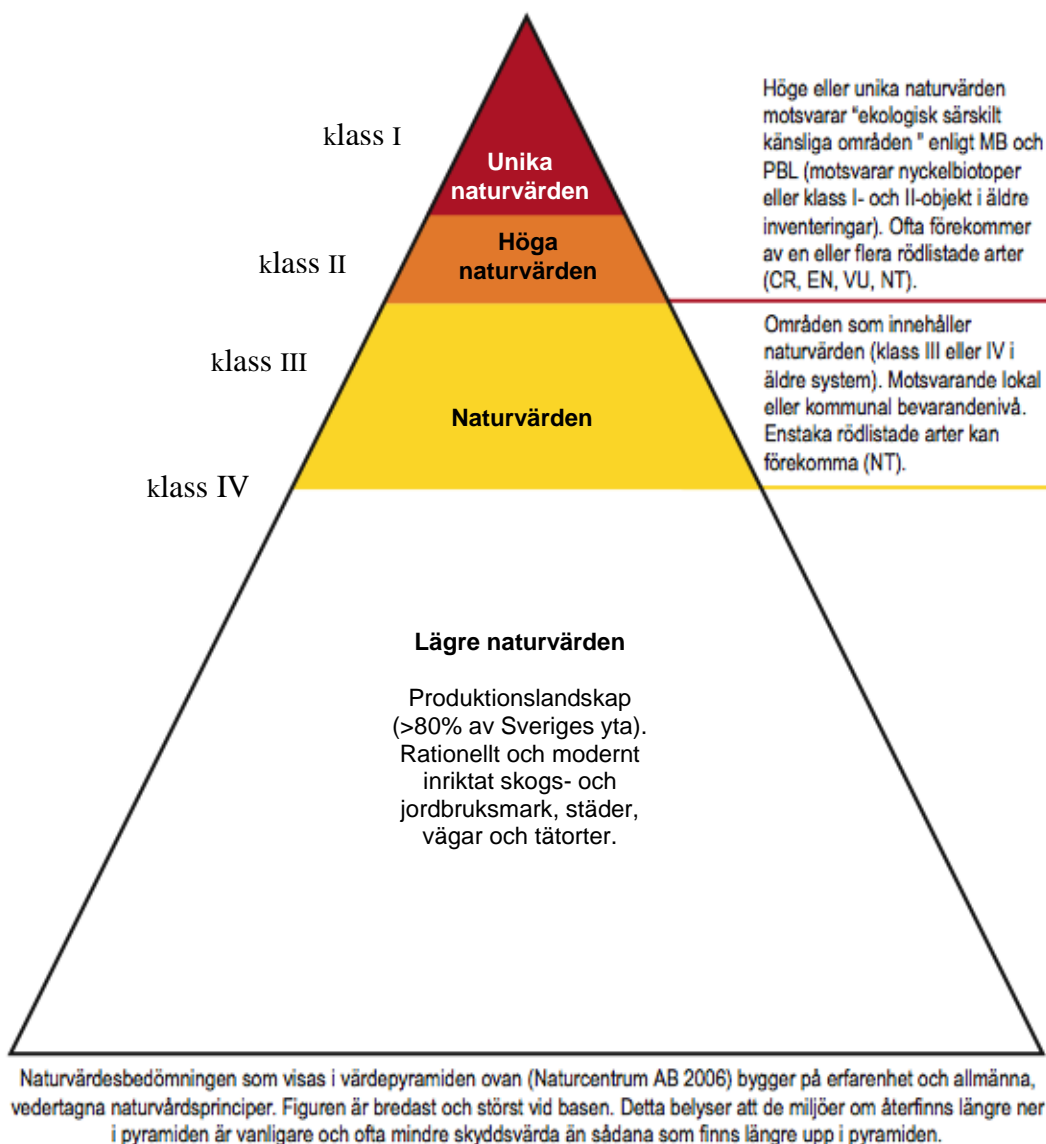 klass I
Unika
naturvärden
Höge eller unika naturvärden
motsvarar “ekologisk särskilt
känsliga områden ” enligt MB och
PBL (motsvarar nyckelbiotoper
eller klass I- och II-objekt i äldre
inventeringar). Ofta förekommer
av en eller flera rödlistade arter
(CR, EN, VU, NT).
klass II
Höga
naturvärden
klass III
Naturvärden
Områden som innehåller
naturvärden (klass III eller IV i
äldre system). Motsvarande lokal
eller kommunal bevarandenivå.
Enstaka rödlistade arter kan
förekomma (NT).
klass IV
Lägre naturvärden
Produktionslandskap
(>80% av Sveriges yta).
Rationellt och modernt
inriktat skogs- och
jordbruksmark, städer,
vägar och tätorter.
Naturvärdesbedömningen som visas i värdepyramiden ovan (Naturcentrum AB 2006) bygger på erfarenhet och allmänna,
vedertagna naturvårdsprinciper. Figuren är bredast och störst vid basen. Detta belyser att de miljöer om återfinns längre ner
i pyramiden är vanligare och ofta mindre skyddsvärda än sådana som finns längre upp i pyramiden.